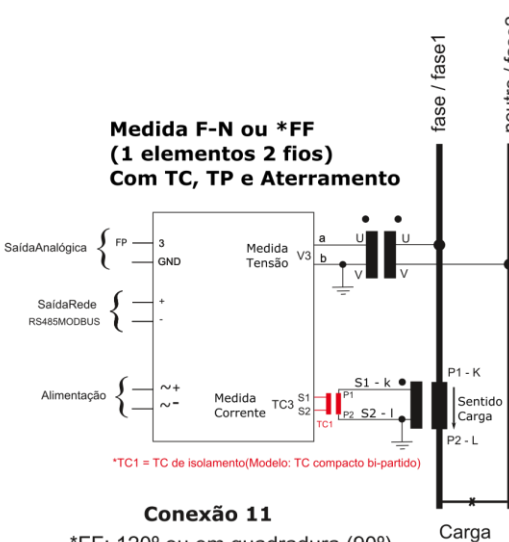 fase / fase1
Medida F-N ou *FF
(1 elementos 2 fios)
Com TC, TP e Aterramento
SaídaAnalógica
FP
3
GND
Medida
Tensão
V3
a
b
U
U
V
V
SaídaRede
RS485MODBUS
+
-
Alimentação
~+
~-
Medida
Corrente
TC3
S1
S2
P1
P2
TC1
S1 - k
S2 - l
P1 - K
Sentido
Carga
P2 - L
*TC1 = TC de isolamento(Modelo: TC compacto bi-partido)
Conexão 11
Carga